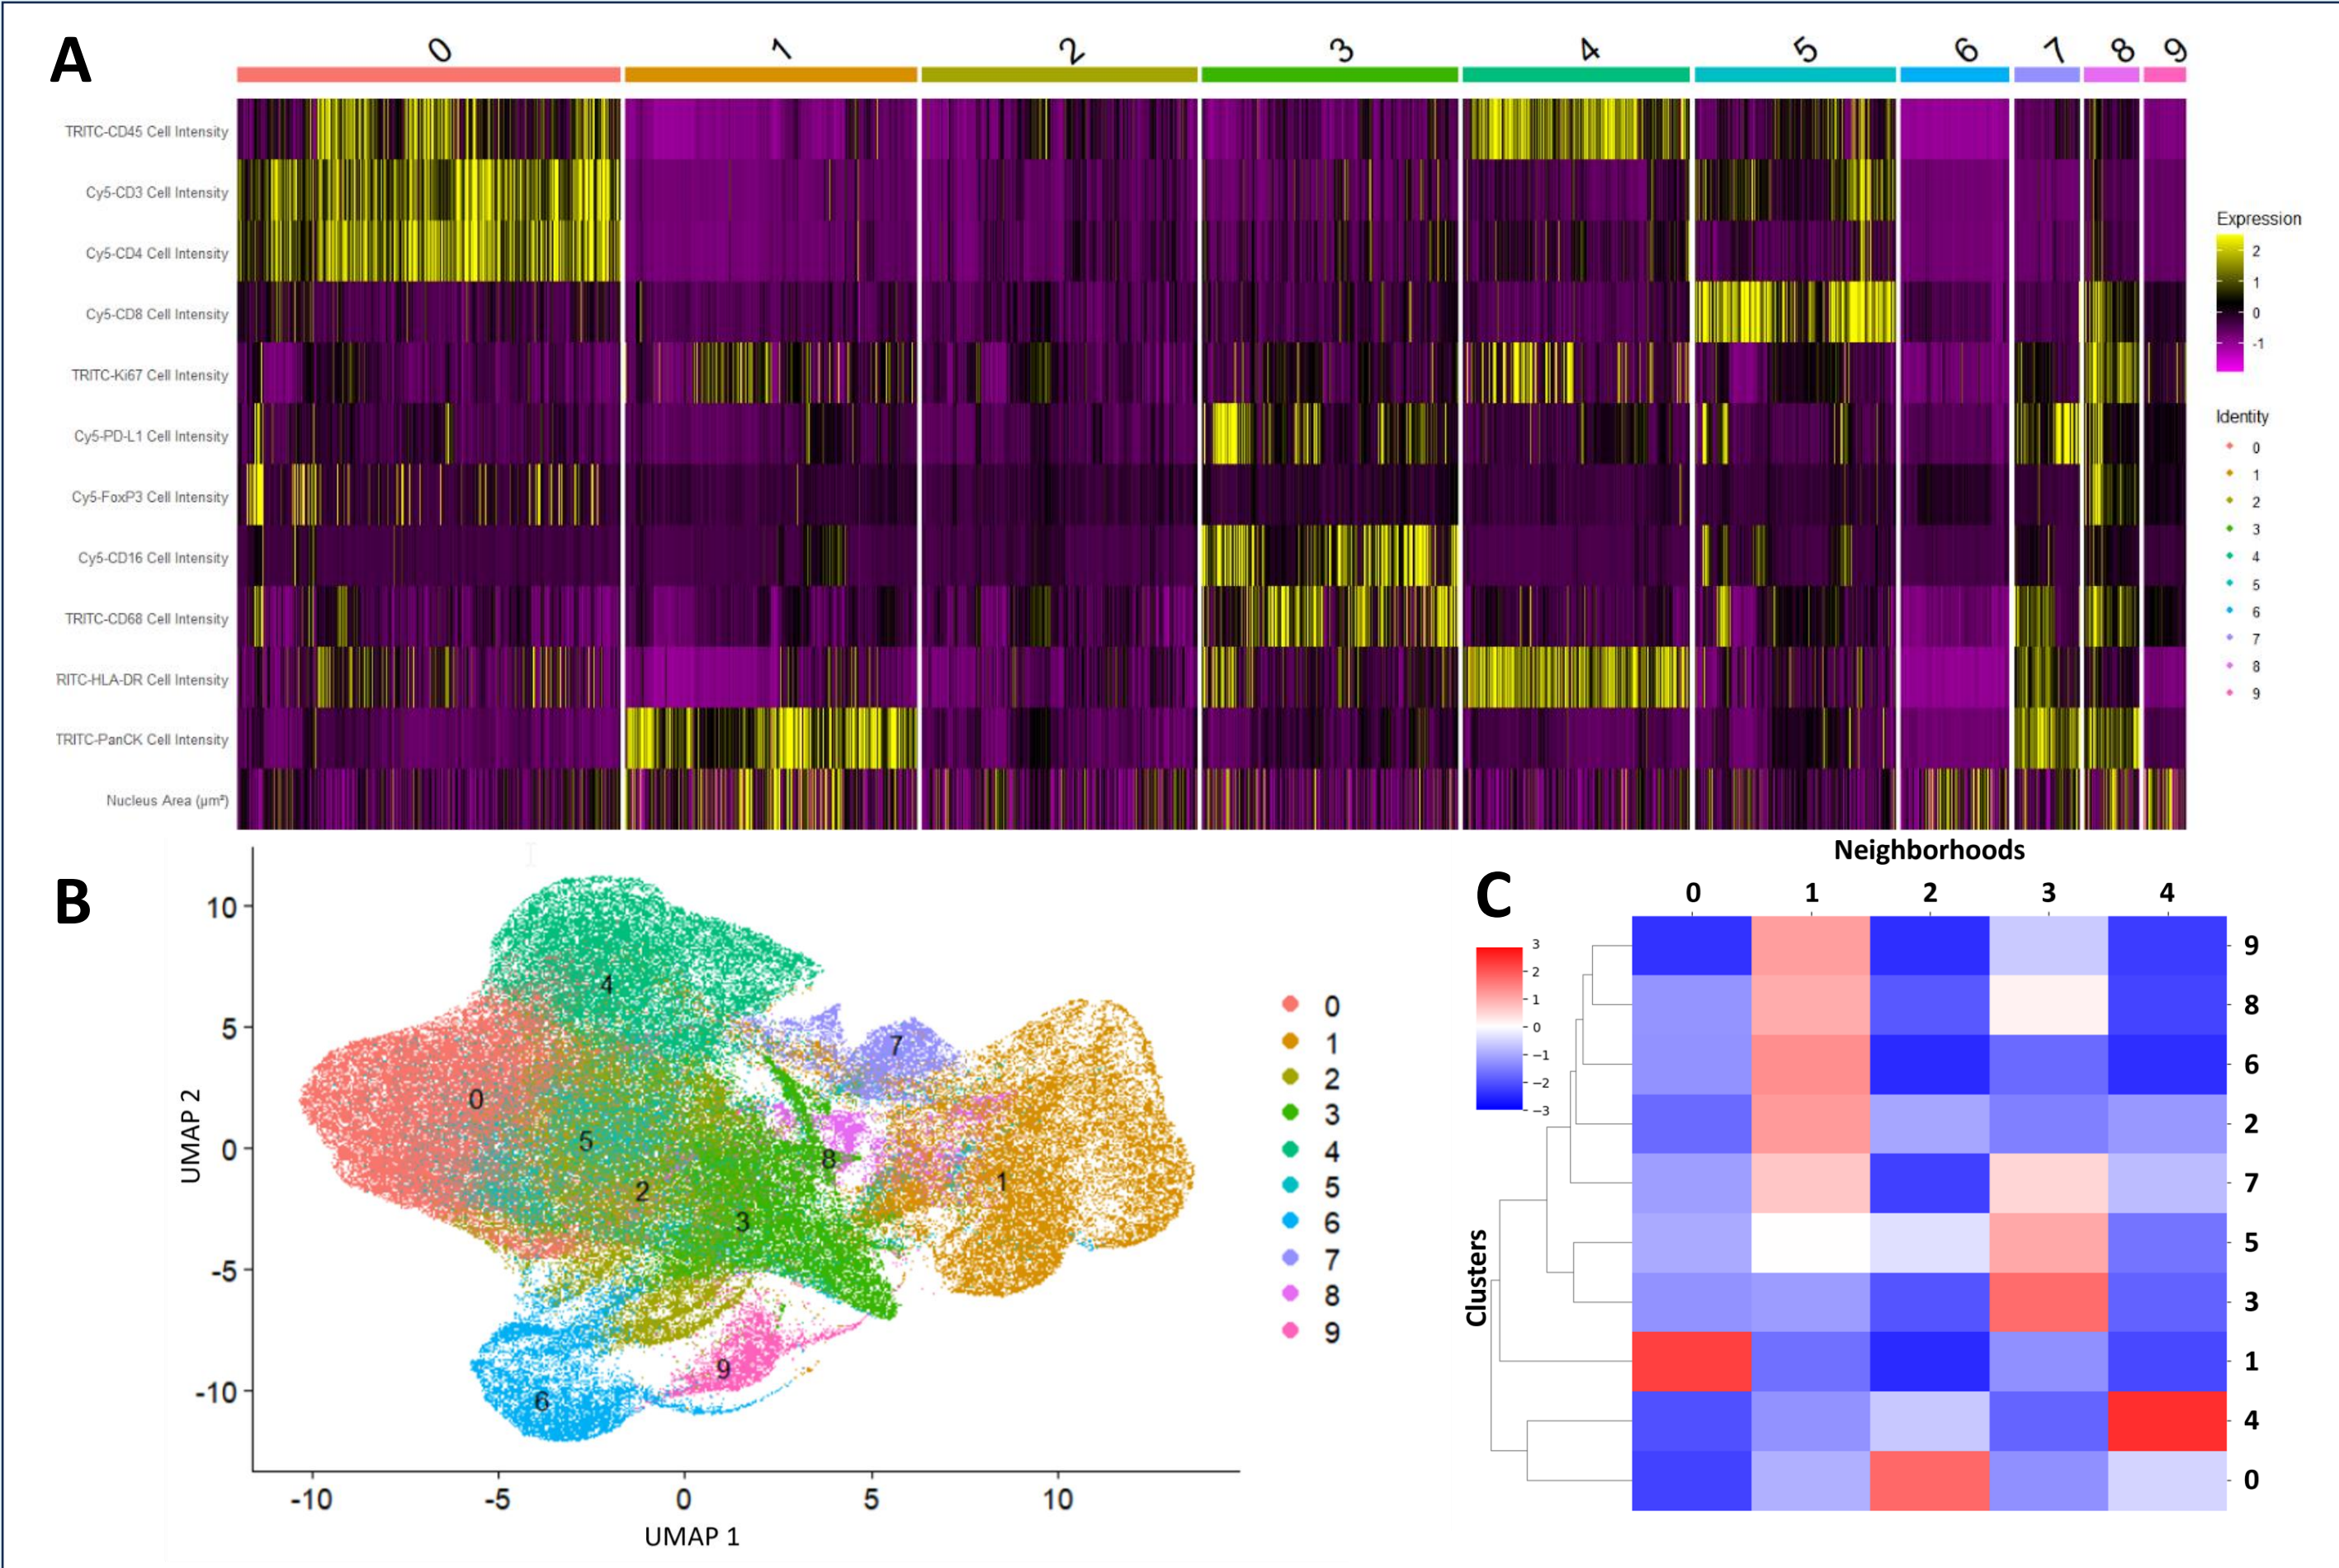 A
0 1 2 3 4 5 6 7 8 9
TRITC-CD45 Cell Intensity
Cy5-CD3 Cell Intensity
Cy5-CD4 Cell Intensity
Cy5-CD8 Cell Intensity
TRITC-Ki67 Cell Intensity
Cy5-PD-L1 Cell Intensity
Cy5-FoxP3 Cell Intensity
Cy5-CD16 Cell Intensity
TRITC-CD68 Cell Intensity
RITC-HLA-DR Cell Intensity
TRITC-PanCK Cell Intensity
Nucleus Area (µm²)
Expression
2
1
0
-1
Identity
0
1
2
3
4
5
6
7
8
9
B
UMAP 2
10
5
0
-5
-10
4
7
0
5
8
1
2
3
9
6
-10 -5 0 5 10
UMAP 1
0
1
2
3
4
5
6
7
8
9
C
Neighborhoods
0 1 2 3 4
3
2
1
0
−1
−2
−3
Clusters
9
8
6
2
7
5
3
1
4
0